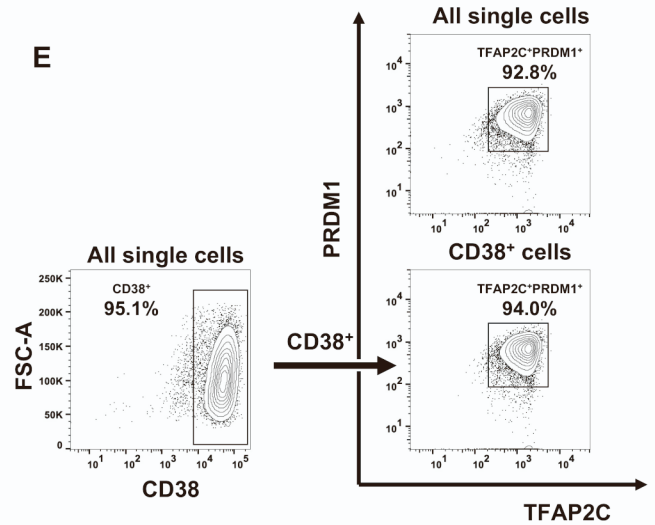 E
All single cells
CD38⁺
95.1%
FSC-A
250K
200K
150K
100K
50K
0
10¹ 10² 10³ 10⁴ 10⁵
CD38
CD38⁺
PRDM1
All single cells
TFAP2C⁺PRDM1⁺
92.8%
10⁴
10³
10²
10¹
10¹ 10² 10³ 10⁴
CD38⁺ cells
TFAP2C⁺PRDM1⁺
94.0%
10⁴
10³
10²
10¹
10¹ 10² 10³ 10⁴
TFAP2C